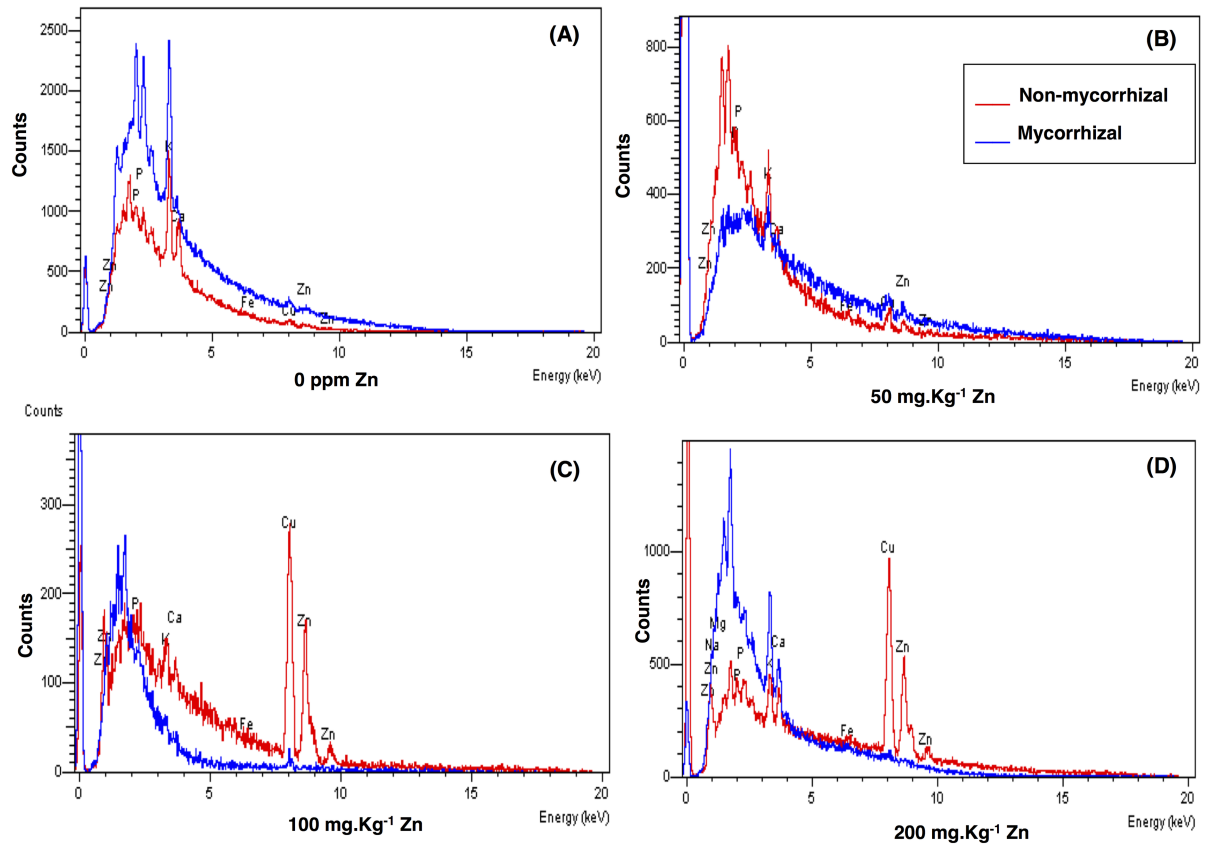 (A)
2500
2000
1500
1000
500
0
Counts
K
P
P
Ca
Zn
Zn
Fe
Zn
Cu
Zn
0 5 10 15 20
Energy (keV)
0 ppm Zn
(B)
Non-mycorrhizal
Mycorrhizal
800
600
400
200
0
Counts
P
K
Zn
Zn
Zn
Fe
0 5 10 15 20
Energy (keV)
50 mg.Kg-1 Zn
Counts
(C)
300
200
100
0
Counts
Cu
P
Ca
K
Zn
Fe
Zn
0 5 10 15 20
Energy (keV)
100 mg.Kg-1 Zn
(D)
1000
500
0
Counts
Cu
Mg
Na
Zn
Zn
P
P
Ca
K
Fe
Zn
Zn
0 5 10 15 20
Energy (keV)
200 mg.Kg-1 Zn